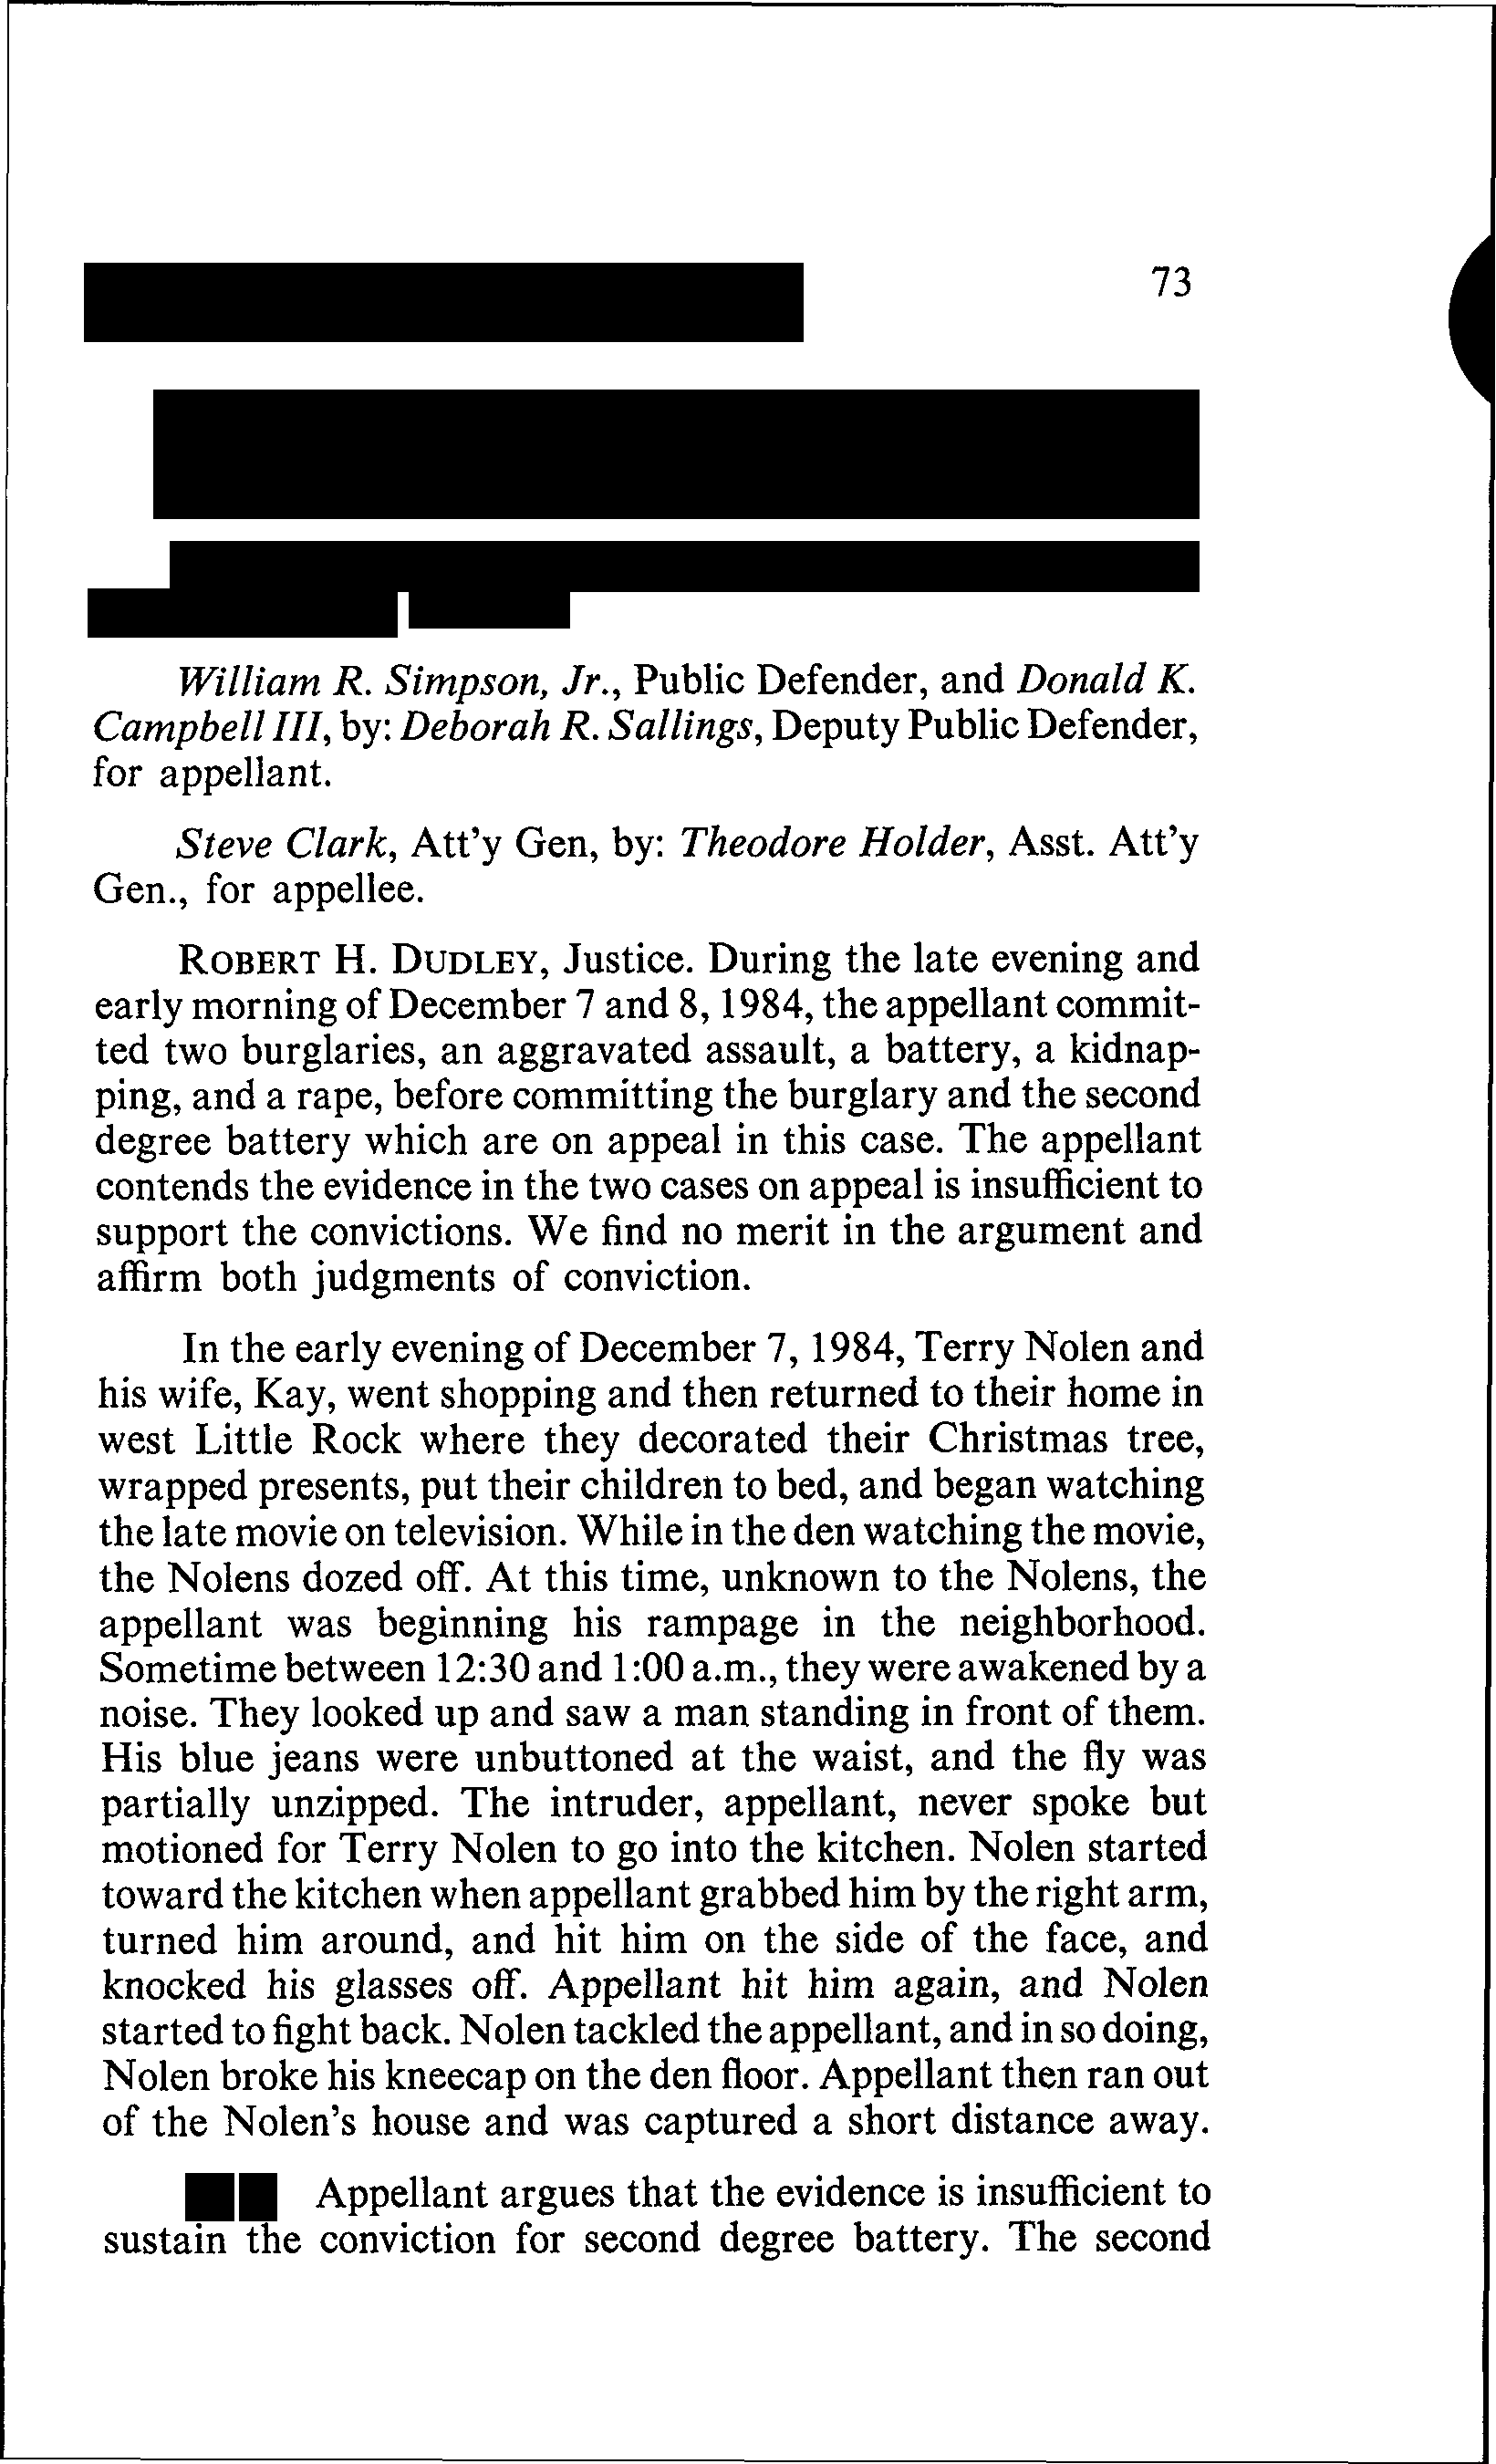 73
William R. Simpson, Jr., Public Defender, and Donald K.
Campbell III, by: Deborah R. Sallings, Deputy Public Defender,
for appellant.
Steve Clark, Att'y Gen, by: Theodore Holder, Asst. Att'y
Gen., for appellee.
ROBERT H. DUDLEY, Justice. During the late evening and
early morning of December 7 and 8, 1984, the appellant commit-
ted two burglaries, an aggravated assault, a battery, a kidnap-
ping, and a rape, before committing the burglary and the second
degree battery which are on appeal in this case. The appellant
contends the evidence in the two cases on appeal is insufficient to
support the convictions. We find no merit in the argument and
affirm both judgments of conviction.
In the early evening of December 7, 1984, Terry Nolen and
his wife, Kay, went shopping and then returned to their home in
west Little Rock where they decorated their Christmas tree,
wrapped presents, put their children to bed, and began watching
the late movie on television. While in the den watching the movie,
the Nolens dozed off. At this time, unknown to the Nolens, the
appellant was beginning his rampage in the neighborhood.
Sometime between 12:30 and 1:00 a.m., they were awakened by a
noise. They looked up and saw a man standing in front of them.
His blue jeans were unbuttoned at the waist, and the fly was
partially unzipped. The intruder, appellant, never spoke but
motioned for Terry Nolen to go into the kitchen. Nolen started
toward the kitchen when appellant grabbed him by the right arm,
turned him around, and hit him on the side of the face, and
knocked his glasses off. Appellant hit him again, and Nolen
started to fight back. Nolen tackled the appellant, and in so doing,
Nolen broke his kneecap on the den floor. Appellant then ran out
of the Nolen's house and was captured a short distance away.
Appellant argues that the evidence is insufficient to
sustain the conviction for second degree battery. The second